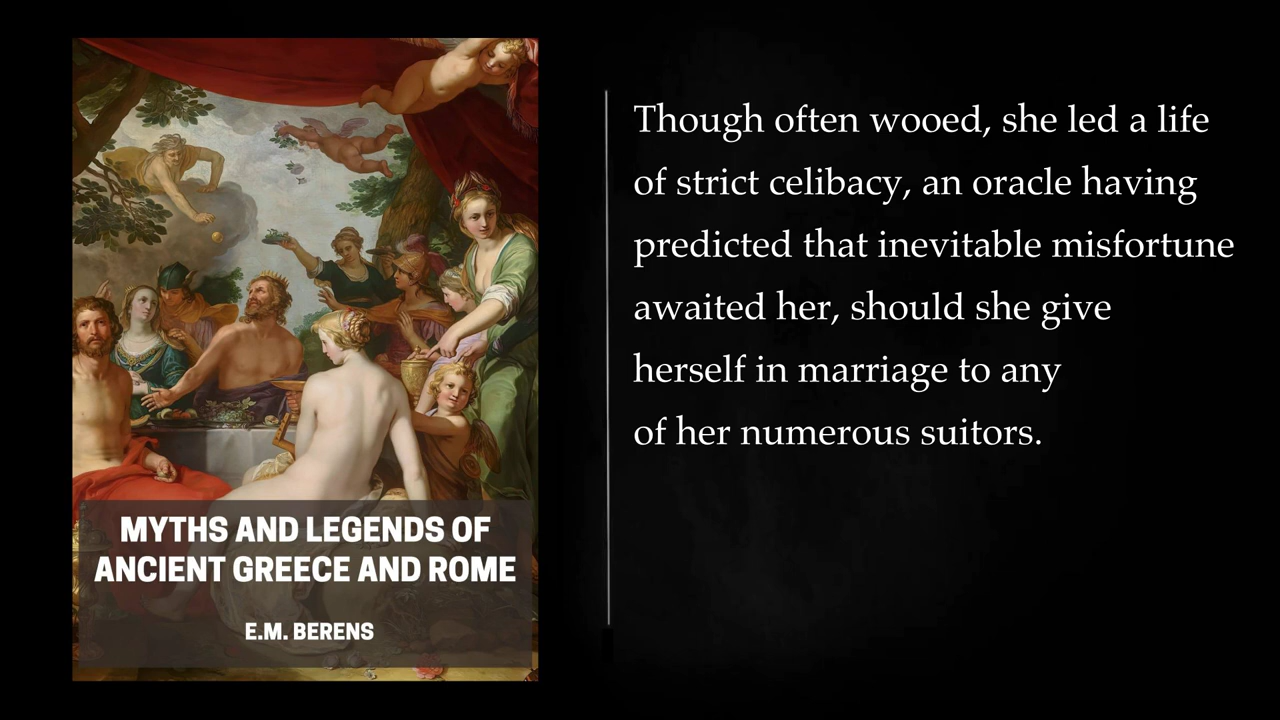 MYTHS AND LEGENDS OF
ANCIENT GREECE AND ROME
E.M. BERENS
Though often wooed, she led a life
of strict celibacy, an oracle having
predicted that inevitable misfortune
awaited her, should she give
herself in marriage to any
of her numerous suitors.